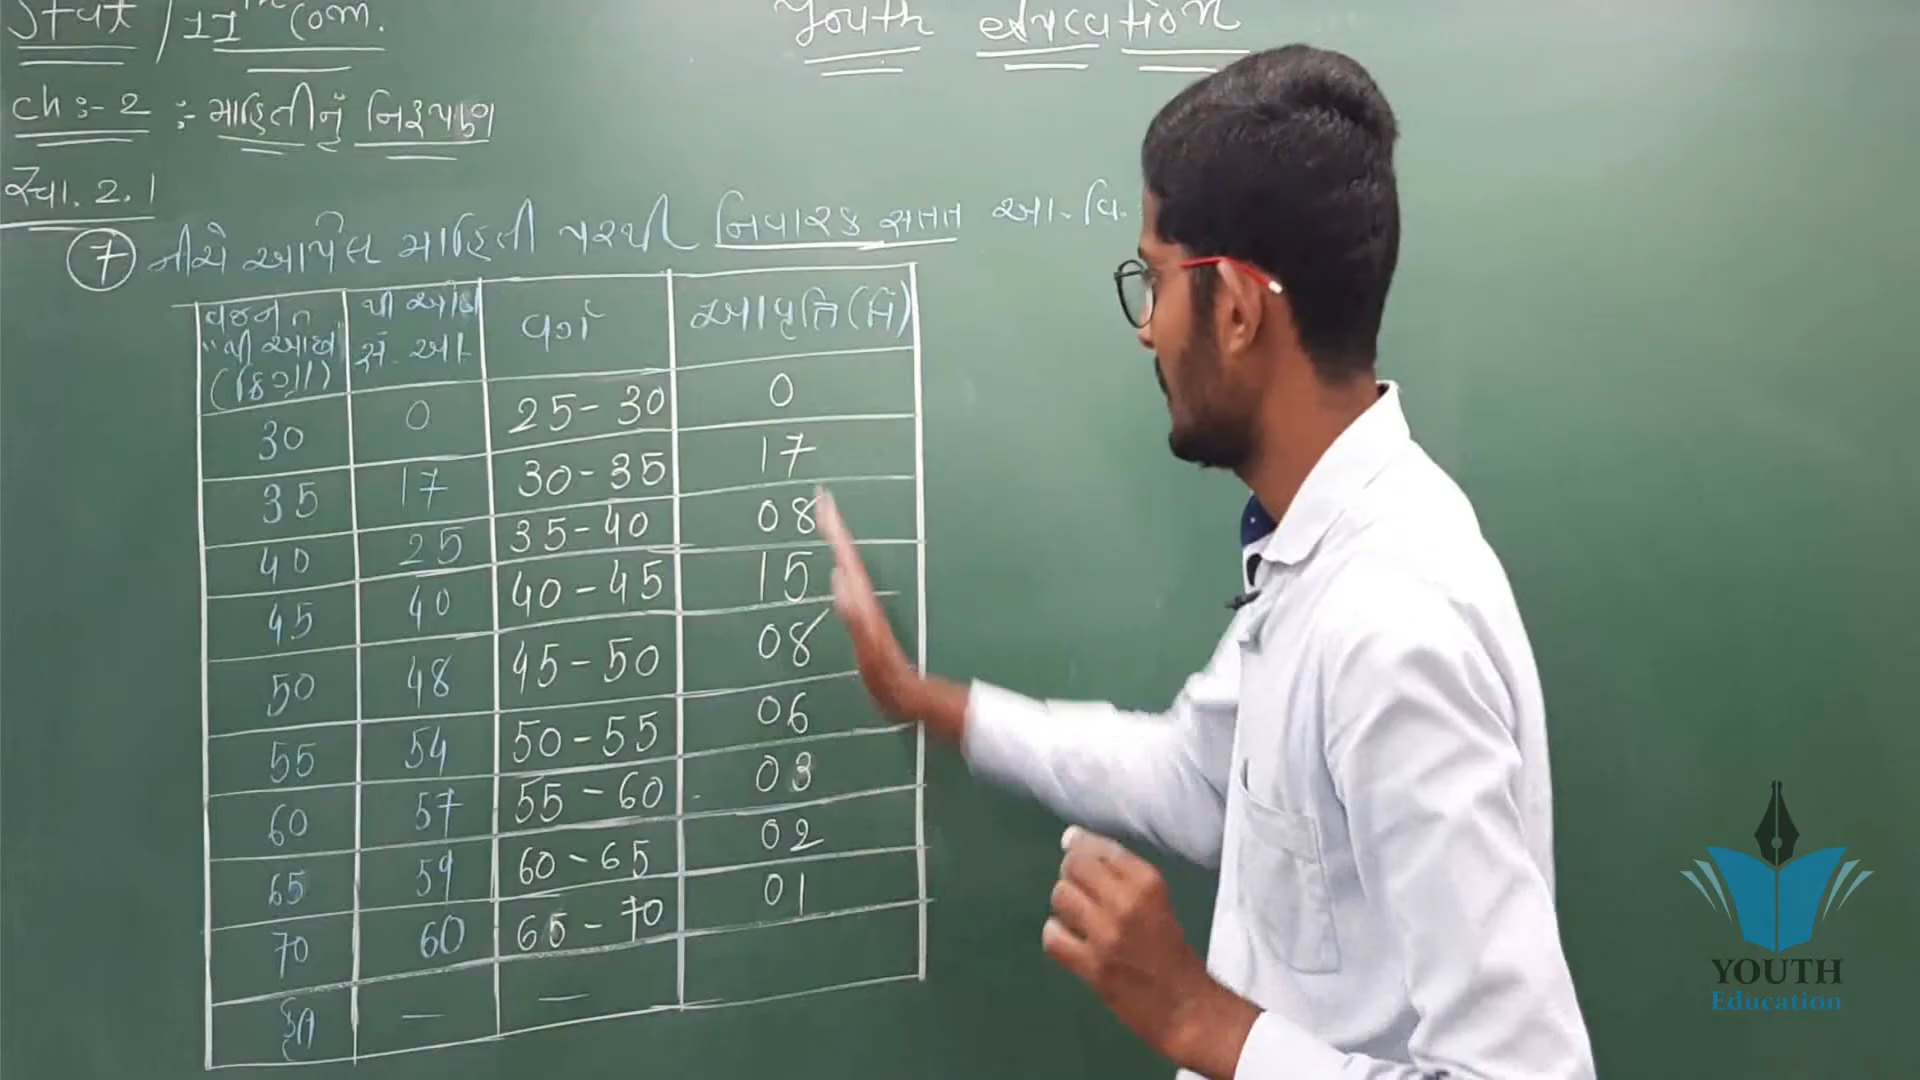 Stat / 11th Com.
Youth education
ch :- 2 :- માહિતીનું નિરૂપણ
સ્વા. 2.1
7 નીચે આપેલ માહિતી પરથી નિવારક સતત આ. વિ.
વજન "થી ઓછાં" (કિગ્રા) થી ઓછા સં. આ. વર્ગ આવૃત્તિ (f)
30 0 25 - 30 0
35 17 30 - 35 17
40 25 35 - 40 08
45 40 40 - 45 15
50 48 45 - 50 08
55 54 50 - 55 06
60 57 55 - 60 03
65 59 60 - 65 02
70 60 65 - 70 01
કુલ — —
YOUTH
Education